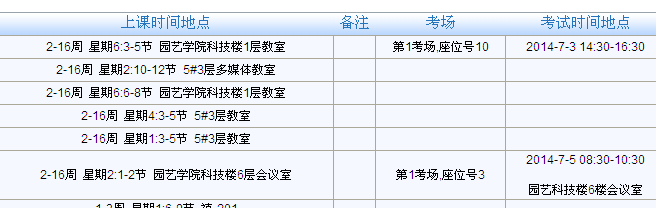 上课时间地点 备注 考场 考试时间地点
2-16周 星期6:3-5节 园艺学院科技楼1层教室 第1考场,座位号10 2014-7-3 14:30-16:30
2-16周 星期2:10-12节 5#3层多媒体教室
2-16周 星期6:6-8节 园艺学院科技楼1层教室
2-16周 星期4:3-5节 5#3层教室
2-16周 星期1:3-5节 5#3层教室
2-16周 星期2:1-2节 园艺学院科技楼6层会议室 第1考场,座位号3 2014-7-5 08:30-10:30
园艺科技楼6楼会议室